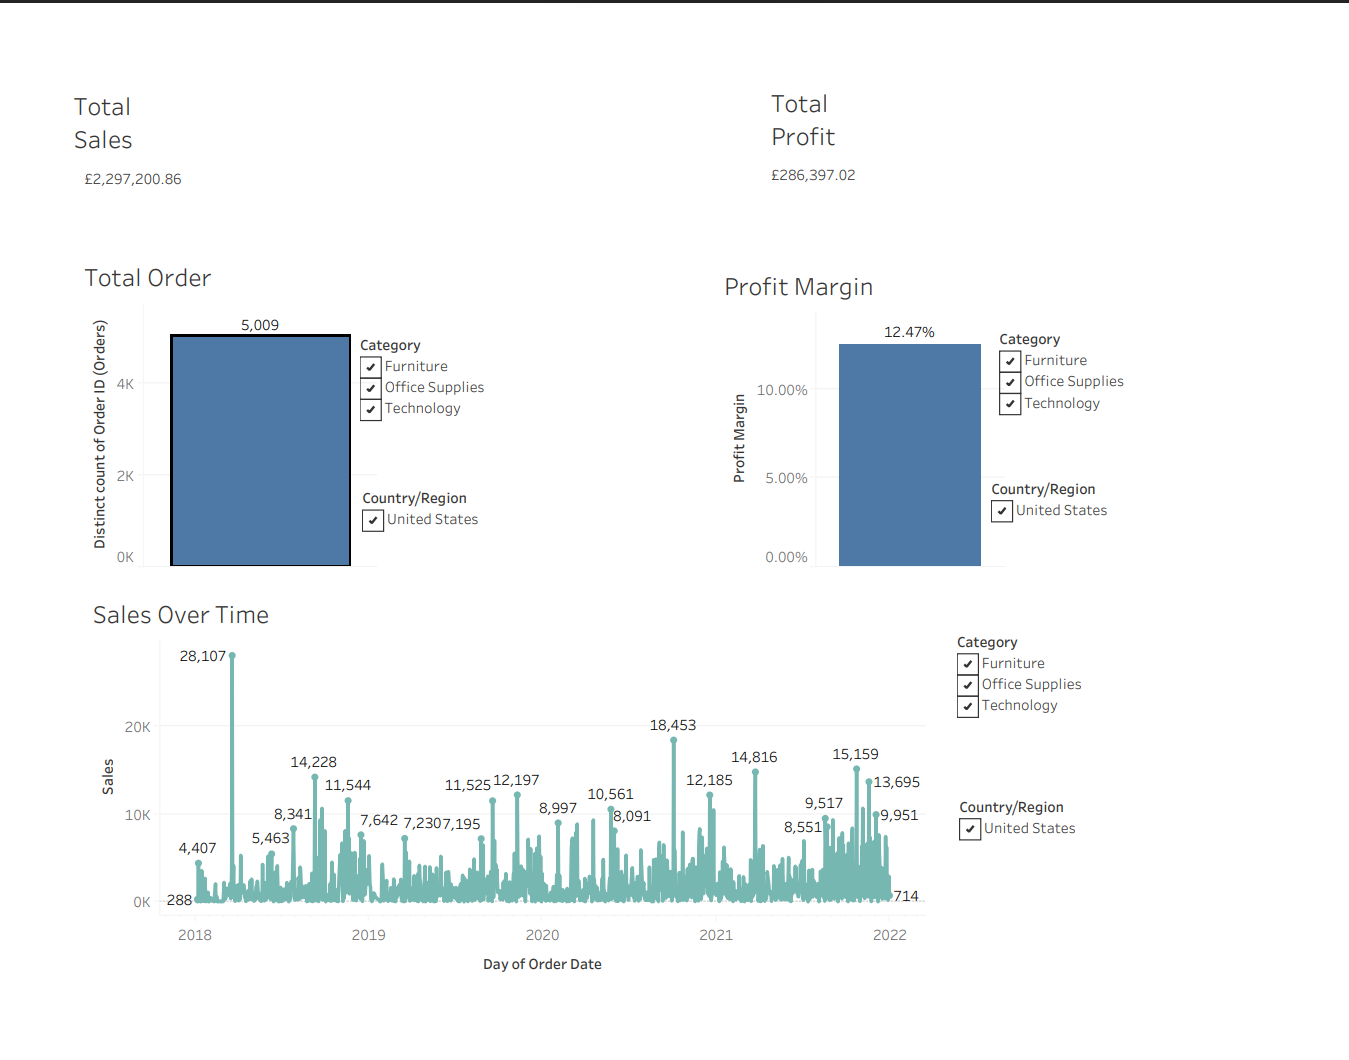 Total
Sales
£2,297,200.86
Total
Profit
£286,397.02
Total Order
5,009
Distinct count of Order ID (Orders)
4K
2K
0K
Category
Furniture
Office Supplies
Technology
Country/Region
United States
Profit Margin
12.47%
Profit Margin
10.00%
5.00%
0.00%
Category
Furniture
Office Supplies
Technology
Country/Region
United States
Sales Over Time
Sales
20K
10K
0K
28,107
18,453
14,228
11,544
11,525
12,197
10,561
12,185
14,816
15,159
13,695
4,407
5,463
8,341
7,642
7,230
7,195
8,997
8,091
8,551
9,517
9,951
288
714
2018
2019
2020
2021
2022
Day of Order Date
Category
Furniture
Office Supplies
Technology
Country/Region
United States